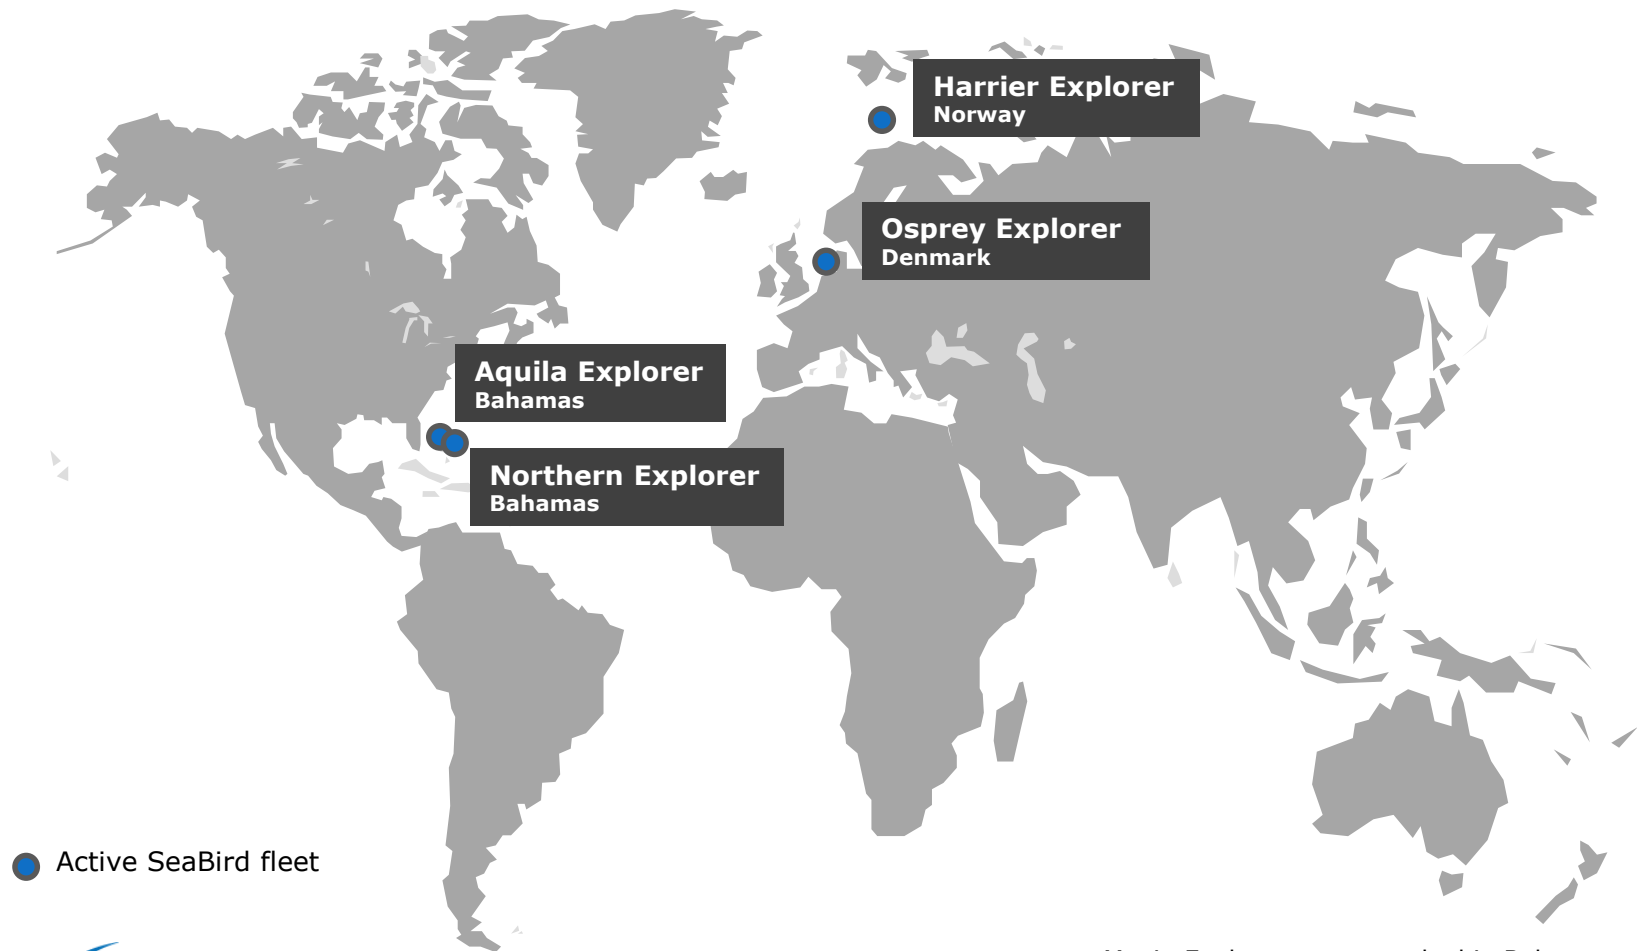 Harrier Explorer
Norway
Osprey Explorer
Denmark
Aquila Explorer
Bahamas
Northern Explorer
Bahamas
Active SeaBird fleet